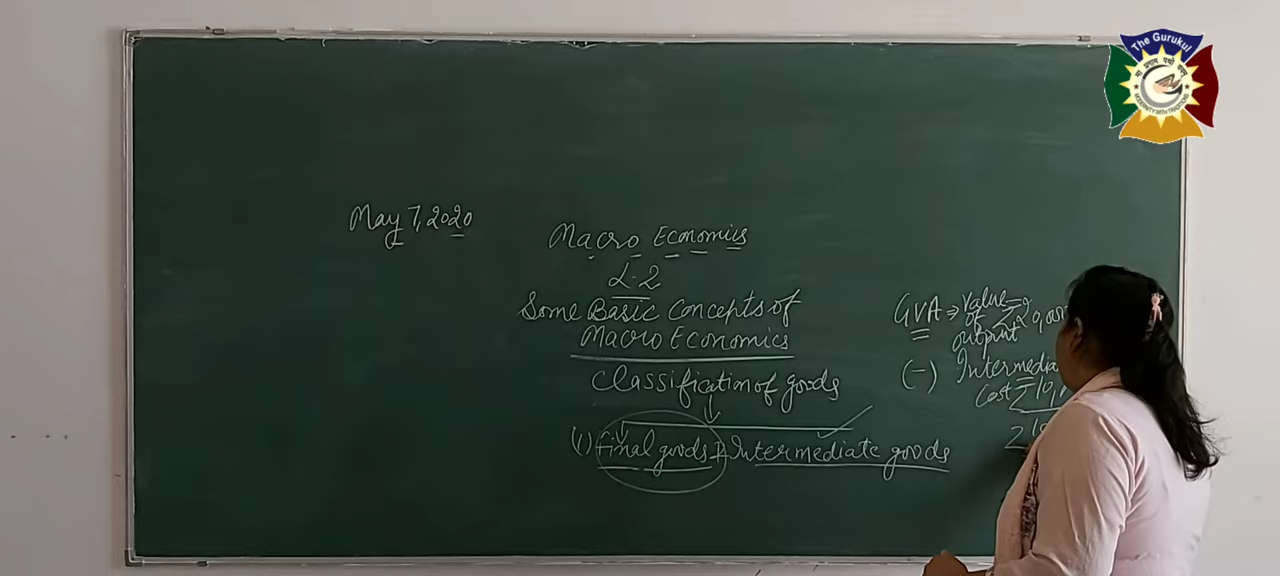 The Gurukul
May 7, 2020
Macro Economics
L-2
Some Basic Concepts of
Macro Economics
Classification of goods
(1) final goods Intermediate goods
GVA ⇒ value
of
output
(-) Intermedia
Cost